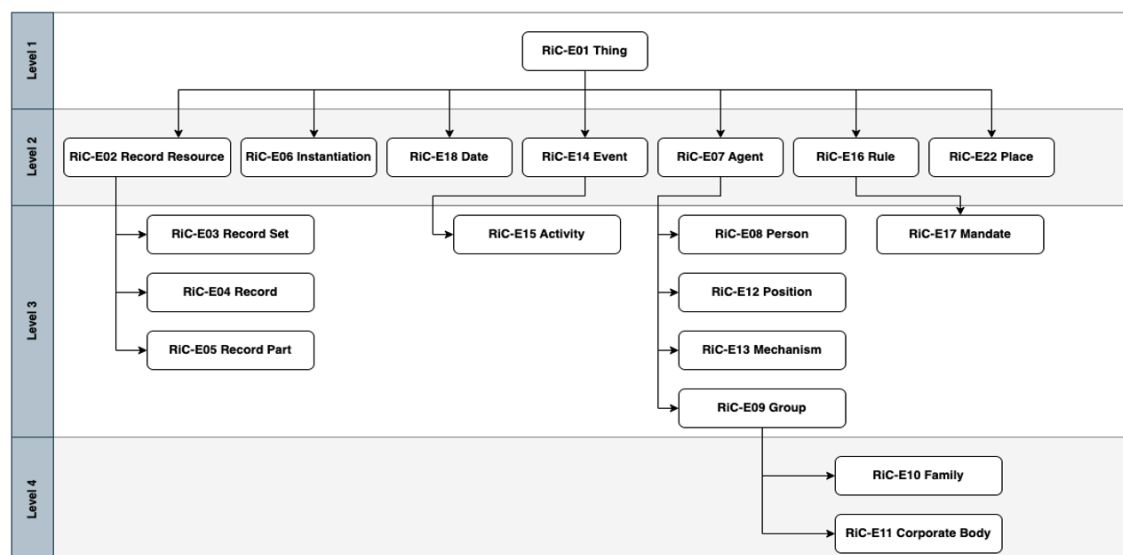 Level 1
RiC-E01 Thing
Level 2
RiC-E02 Record Resource
RiC-E06 Instantiation
RiC-E18 Date
RiC-E14 Event
RiC-E07 Agent
RiC-E16 Rule
RiC-E22 Place
Level 3
RiC-E03 Record Set
RiC-E15 Activity
RiC-E08 Person
RiC-E17 Mandate
RiC-E04 Record
RiC-E12 Position
RiC-E05 Record Part
RiC-E13 Mechanism
RiC-E09 Group
Level 4
RiC-E10 Family
RiC-E11 Corporate Body